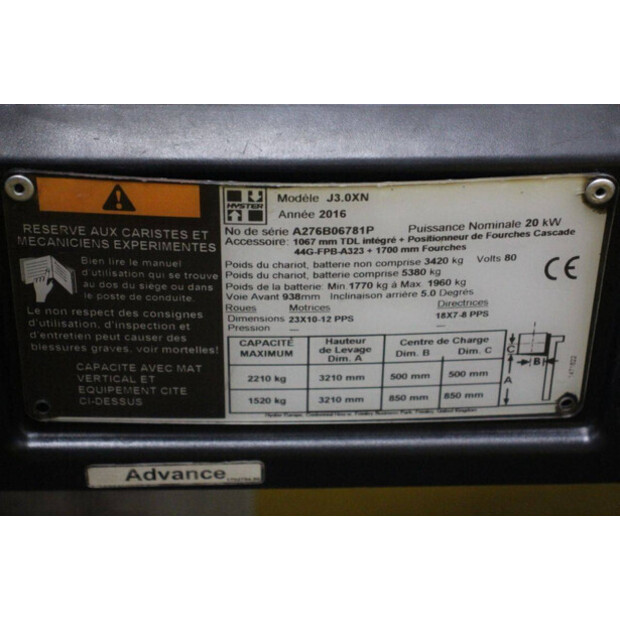 RESERVE AUX CARISTES ET
MECANICIENS EXPERIMENTES
Bien lire le manuel
d'utilisation qui se trouve
au dos du siège ou dans
le poste de conduite.
Le non respect des consignes
d'utilisation, d'inspection et
d'entretien peut causer des
blessures graves, voir mortelles!
CAPACITE AVEC MAT
VERTICAL ET
EQUIPEMENT CITE
CI-DESSUS
HYSTER
Modèle J3.0XN
Année 2016
No de série A276B06781P Puissance Nominale 20 kW
Accessoire: 1067 mm TDL intégré + Positionneur de Fourches Cascade
44G-FPB-A323 + 1700 mm Fourches
Poids du chariot, batterie non comprise 3420 kg Volts 80
Poids du chariot, batterie comprise 5380 kg
Poids de la batterie: Min. 1770 kg à Max 1960 kg
Voie Avant 938mm Inclinaison arrière 5.0 Degrés
Roues Motrices Directrices
Dimensions 23X10-12 PPS 18X7-8 PPS
Pression — —
CAPACITÉ MAXIMUM Hauteur de Levage Dim. A Centre de Charge Dim. B Dim. C
2210 kg 3210 mm 500 mm 500 mm
1520 kg 3210 mm 850 mm 850 mm
CE
C
B
A
Advance